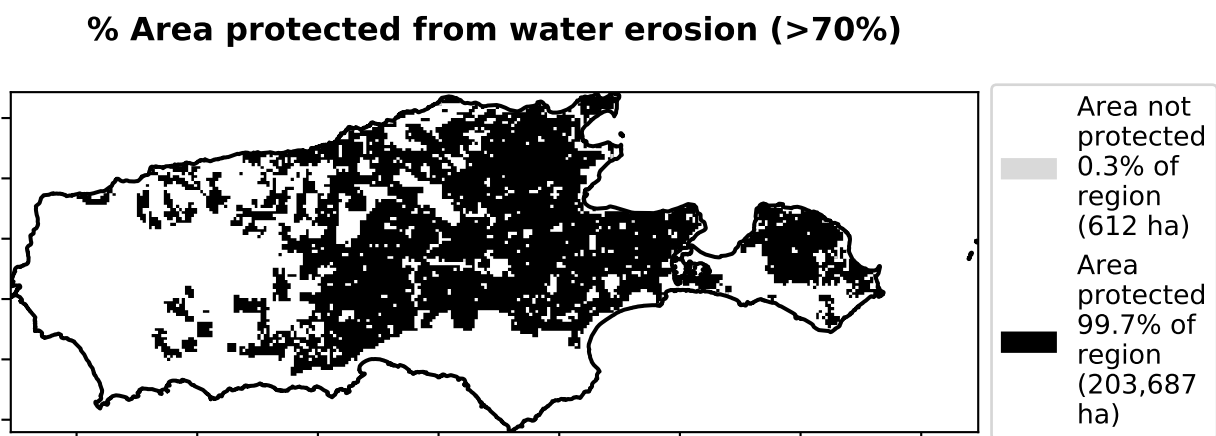 % Area protected from water erosion (>70%)
Area not
protected
0.3% of
region
(612 ha)
Area
protected
99.7% of
region
(203,687
ha)